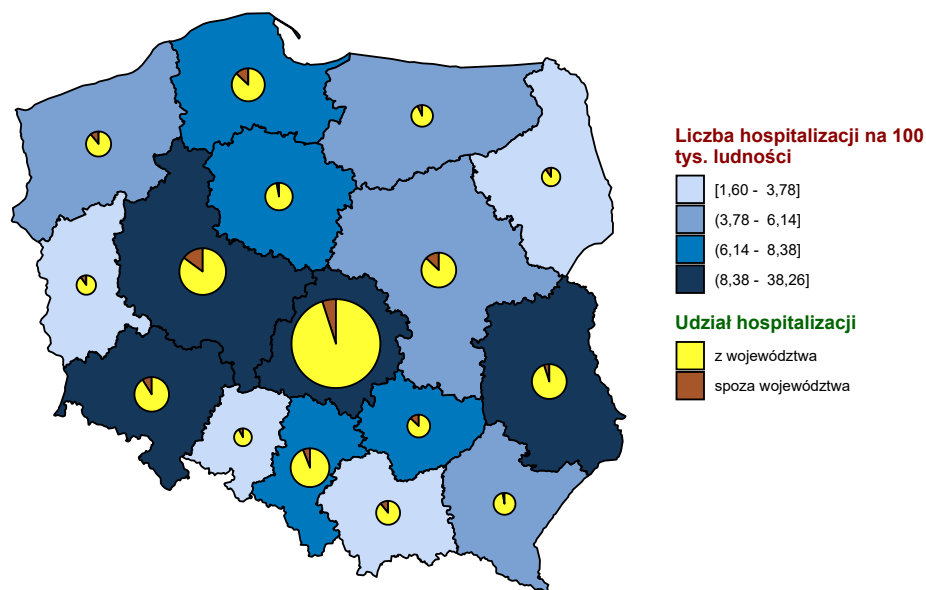 Liczba hospitalizacji na 100
tys. ludności
[1,60 - 3,78]
(3,78 - 6,14]
(6,14 - 8,38]
(8,38 - 38,26]
Udział hospitalizacji
z województwa
spoza województwa